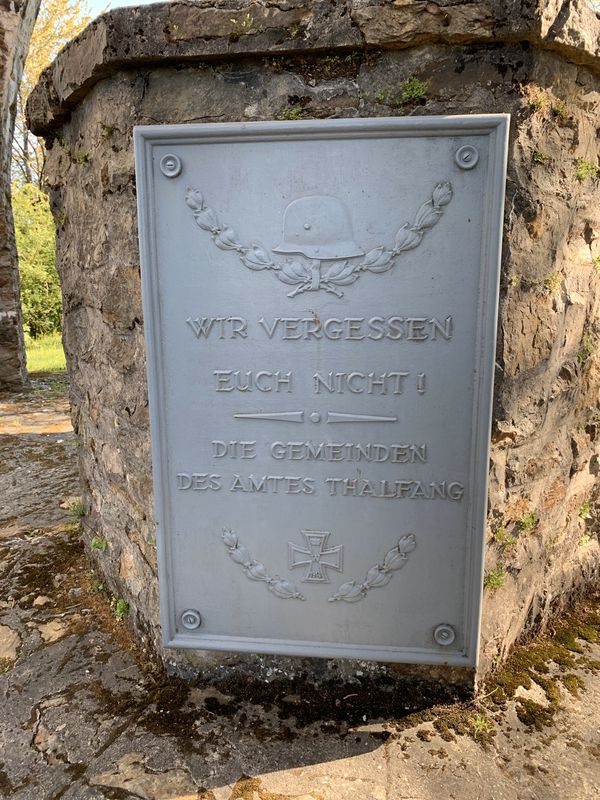 WIR VERGESSEN
EUCH NICHT!
DIE GEMEINDEN
DES AMTES THALFANG